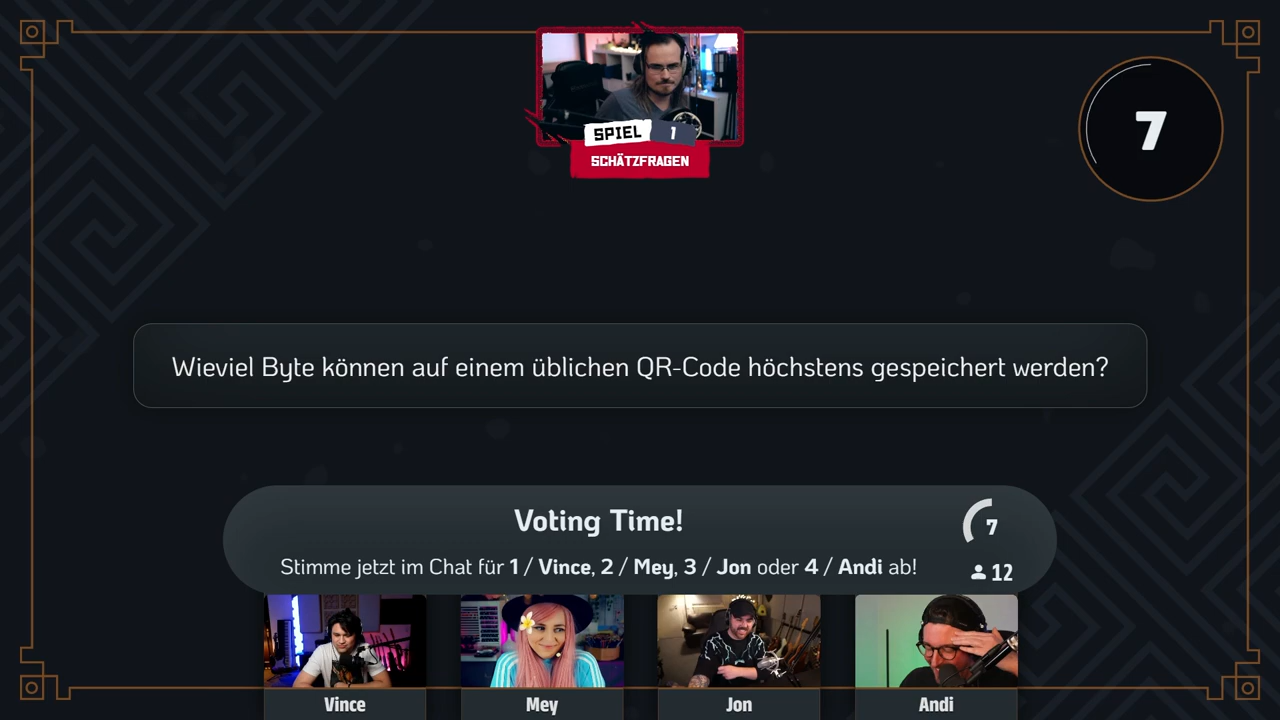 SPIEL 1
SCHÄTZFRAGEN
7
Wieviel Byte können auf einem üblichen QR-Code höchstens gespeichert werden?
Voting Time!
7
Stimme jetzt im Chat für 1 / Vince, 2 / Mey, 3 / Jon oder 4 / Andi ab!
12
Vince
Mey
Jon
Andi